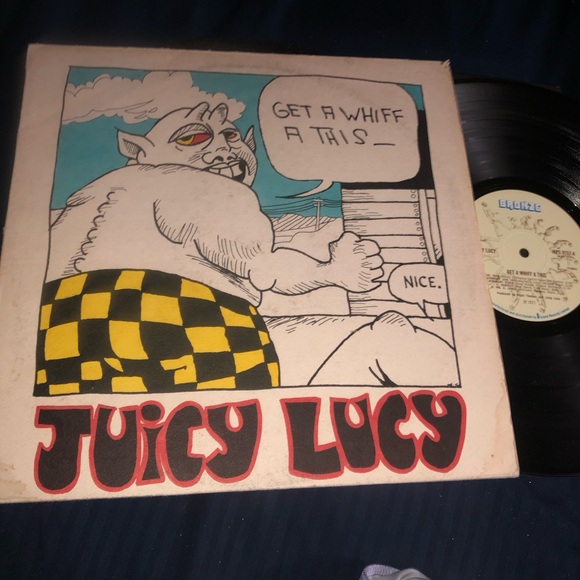 GET A WHIFF
A THIS_
NICE.
JUiCY LUCY
BRONZE
GET A WHIFF A THIS